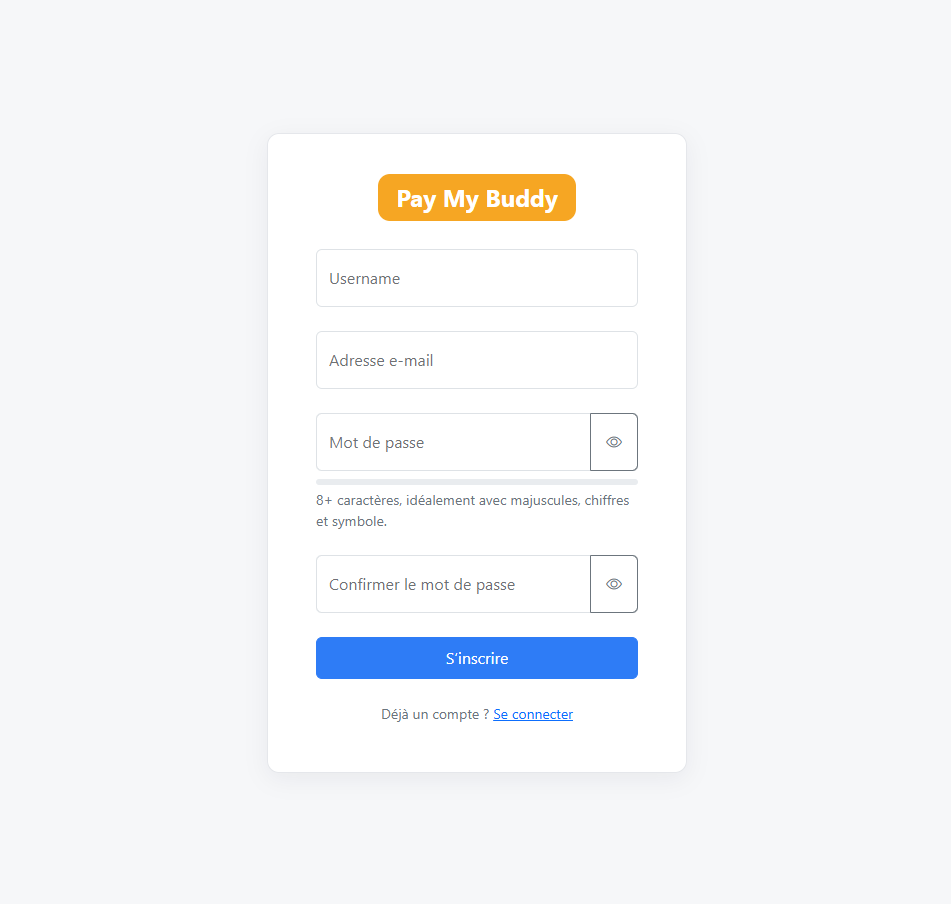 Pay My Buddy
Username
Adresse e-mail
Mot de passe
8+ caractères, idéalement avec majuscules, chiffres
et symbole.
Confirmer le mot de passe
S’inscrire
Déjà un compte ? Se connecter